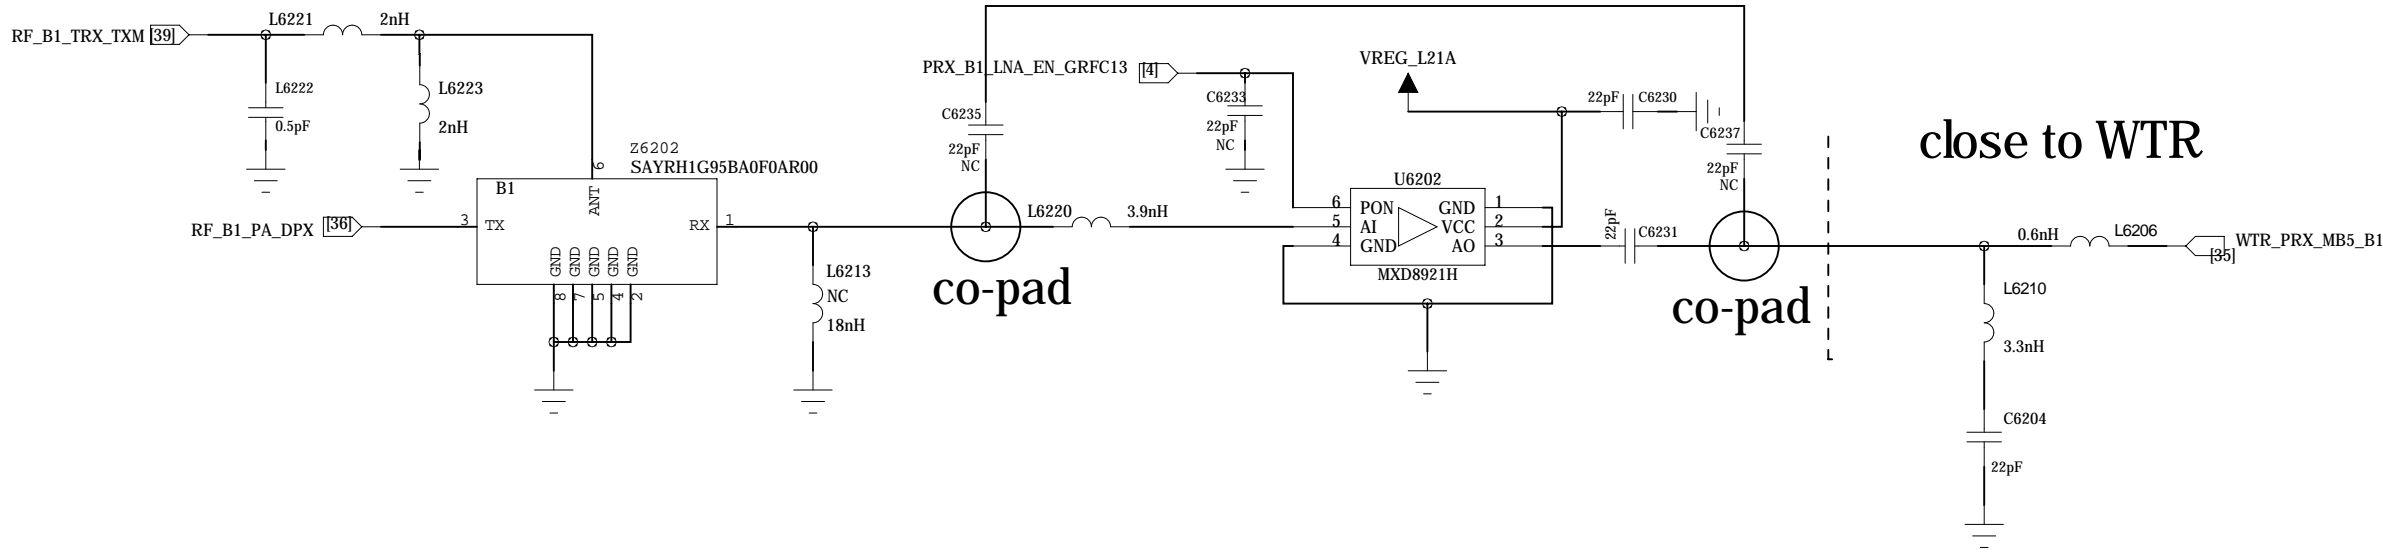 L6221
2nH
RF_B1_TRX_TXM
[39]
L6222
0.5pF
L6223
2nH
Z6202
SAYRH1G95BA0F0AR00
B1
6
ANT
3
TX
RX
1
GND
GND
GND
GND
GND
8
7
5
4
2
RF_B1_PA_DPX
[36]
L6213
NC
18nH
PRX_B1_LNA_EN_GRFC13
[4]
C6235
22pF
NC
co-pad
L6220
3.9nH
C6233
22pF
NC
VREG_L21A
22pF
C6230
U6202
6
PON
GND
1
5
AI
VCC
2
4
GND
AO
3
MXD8921H
22pF
C6231
C6237
22pF
NC
co-pad
close to WTR
0.6nH
L6206
WTR_PRX_MB5_B1
[35]
L6210
3.3nH
C6204
22pF